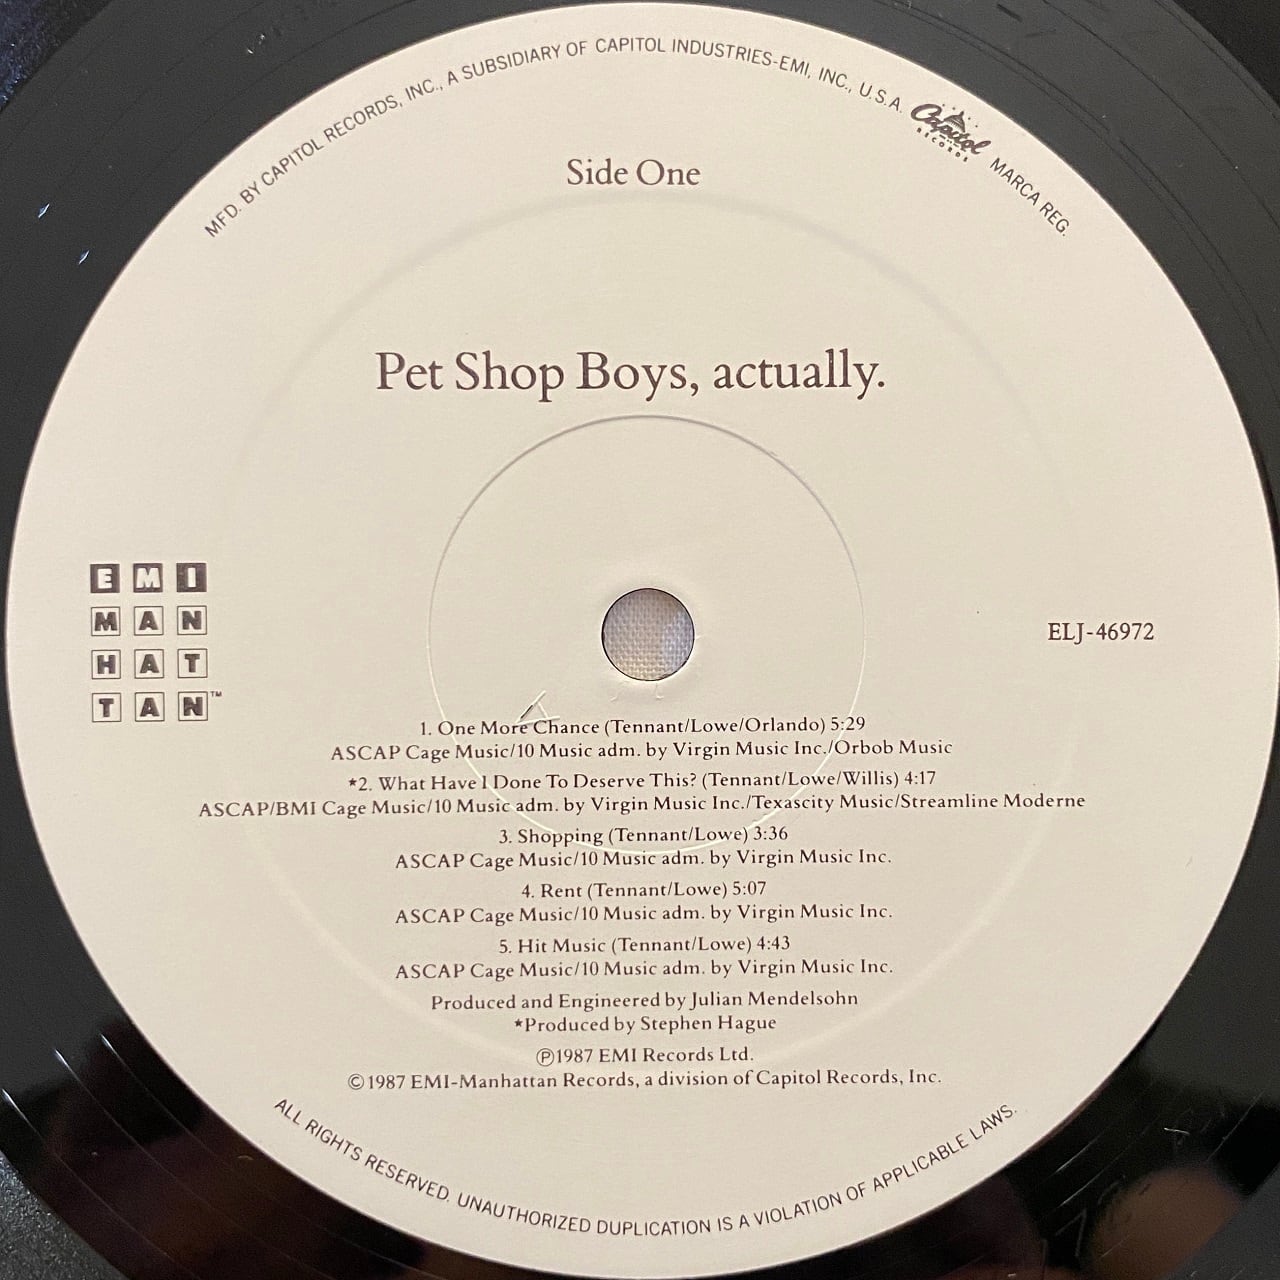 MFD. BY CAPITOL RECORDS, INC., A SUBSIDIARY OF CAPITOL INDUSTRIES-EMI, INC., U.S.A. Capitol RECORDS MARCA REG.
Side One
Pet Shop Boys, actually.
EMI
MAN
HAT
TAN™
ELJ-46972
1. One More Chance (Tennant/Lowe/Orlando) 5:29
ASCAP Cage Music/10 Music adm. by Virgin Music Inc./Orbob Music
*2. What Have I Done To Deserve This? (Tennant/Lowe/Willis) 4:17
ASCAP/BMI Cage Music/10 Music adm. by Virgin Music Inc./Texascity Music/Streamline Moderne
3. Shopping (Tennant/Lowe) 3:36
ASCAP Cage Music/10 Music adm. by Virgin Music Inc.
4. Rent (Tennant/Lowe) 5:07
ASCAP Cage Music/10 Music adm. by Virgin Music Inc.
5. Hit Music (Tennant/Lowe) 4:43
ASCAP Cage Music/10 Music adm. by Virgin Music Inc.
Produced and Engineered by Julian Mendelsohn
*Produced by Stephen Hague
℗1987 EMI Records Ltd.
©1987 EMI-Manhattan Records, a division of Capitol Records, Inc.
ALL RIGHTS RESERVED. UNAUTHORIZED DUPLICATION IS A VIOLATION OF APPLICABLE LAWS.